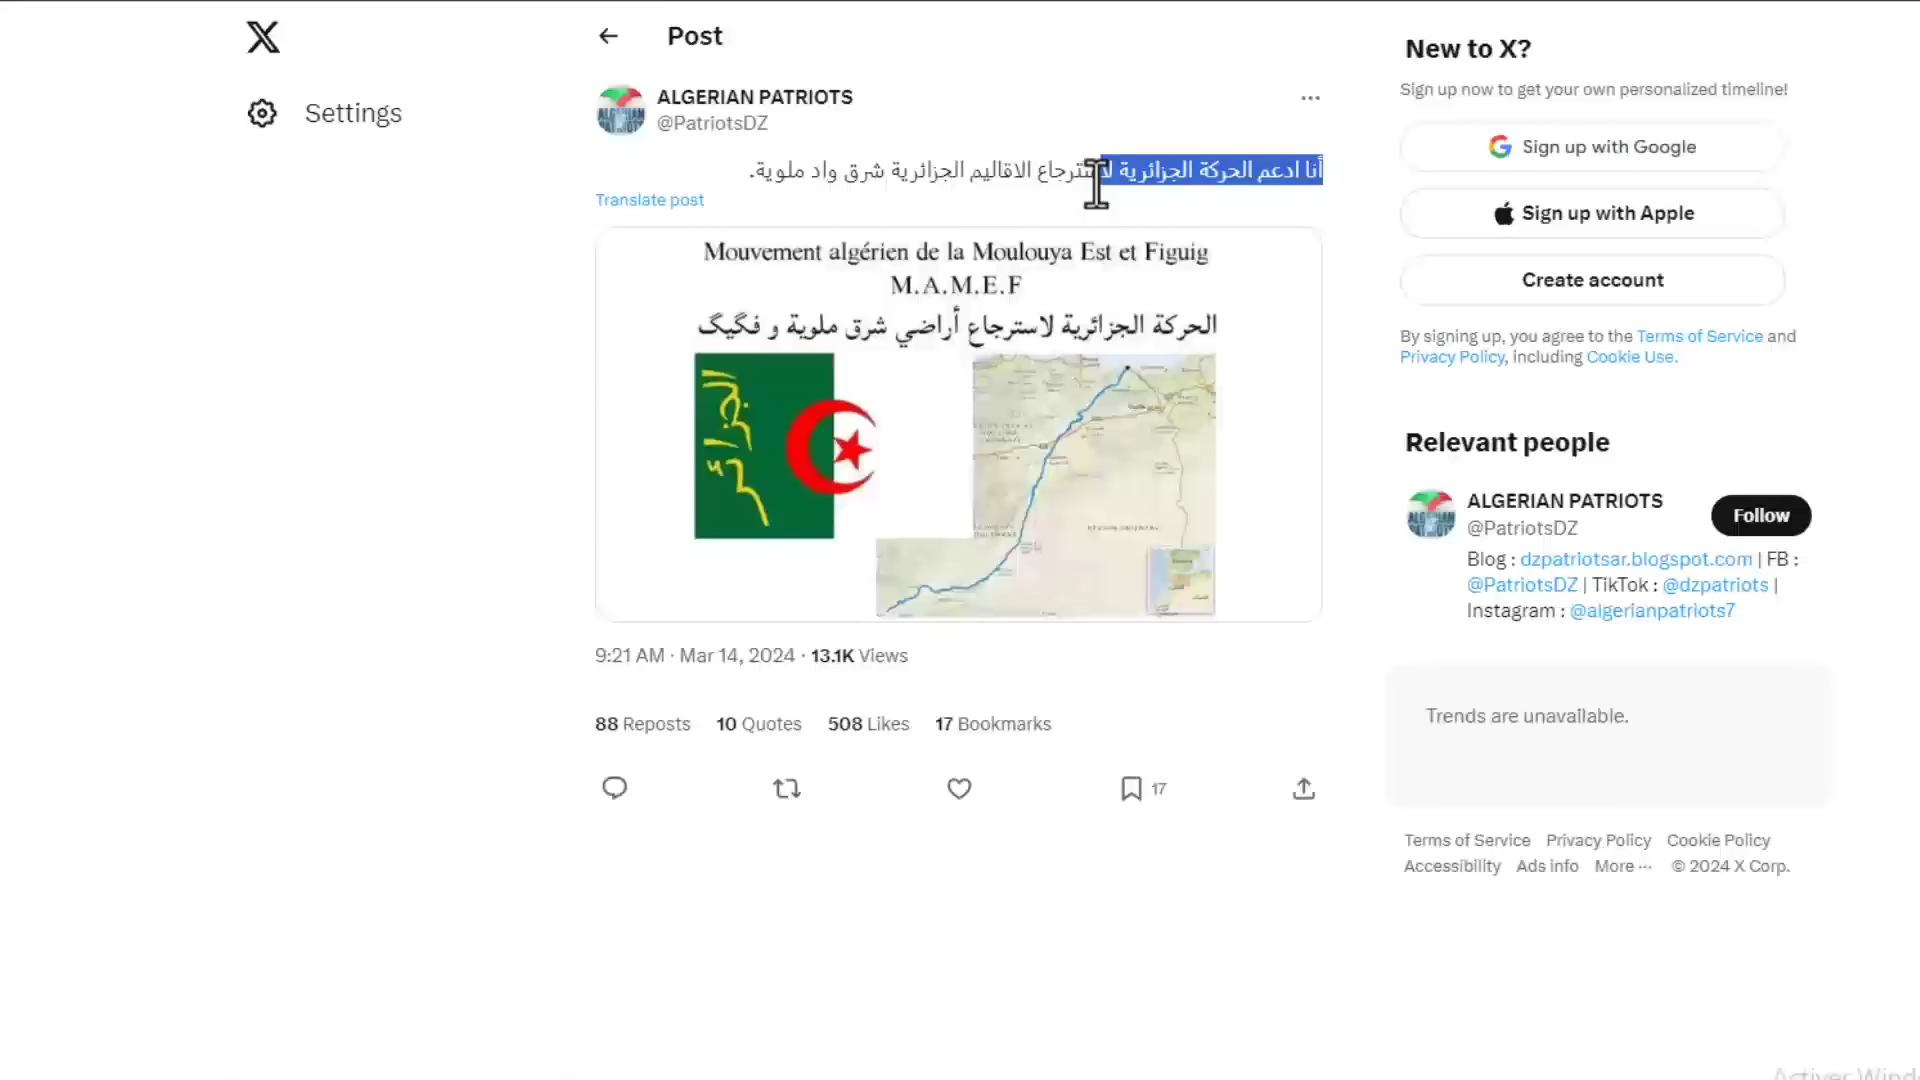 Post
Settings
ALGERIAN PATRIOTS
@PatriotsDZ
أنا ادعم الحركة الجزائرية لاسترجاع الاقاليم الجزائرية شرق واد ملوية.
Translate post
Mouvement algérien de la Moulouya Est et Figuig
M.A.M.E.F
الحركة الجزائرية لاسترجاع أراضي شرق ملوية و فگيگ
9:21 AM · Mar 14, 2024 · 13.1K Views
88 Reposts 10 Quotes 508 Likes 17 Bookmarks
17
New to X?
Sign up now to get your own personalized timeline!
Sign up with Google
Sign up with Apple
Create account
By signing up, you agree to the Terms of Service and
Privacy Policy, including Cookie Use.
Relevant people
ALGERIAN PATRIOTS
@PatriotsDZ
Follow
Blog : dzpatriotsar.blogspot.com | FB :
@PatriotsDZ | TikTok : @dzpatriots |
Instagram : @algerianpatriots7
Trends are unavailable.
Terms of Service Privacy Policy Cookie Policy
Accessibility Ads info More ··· © 2024 X Corp.